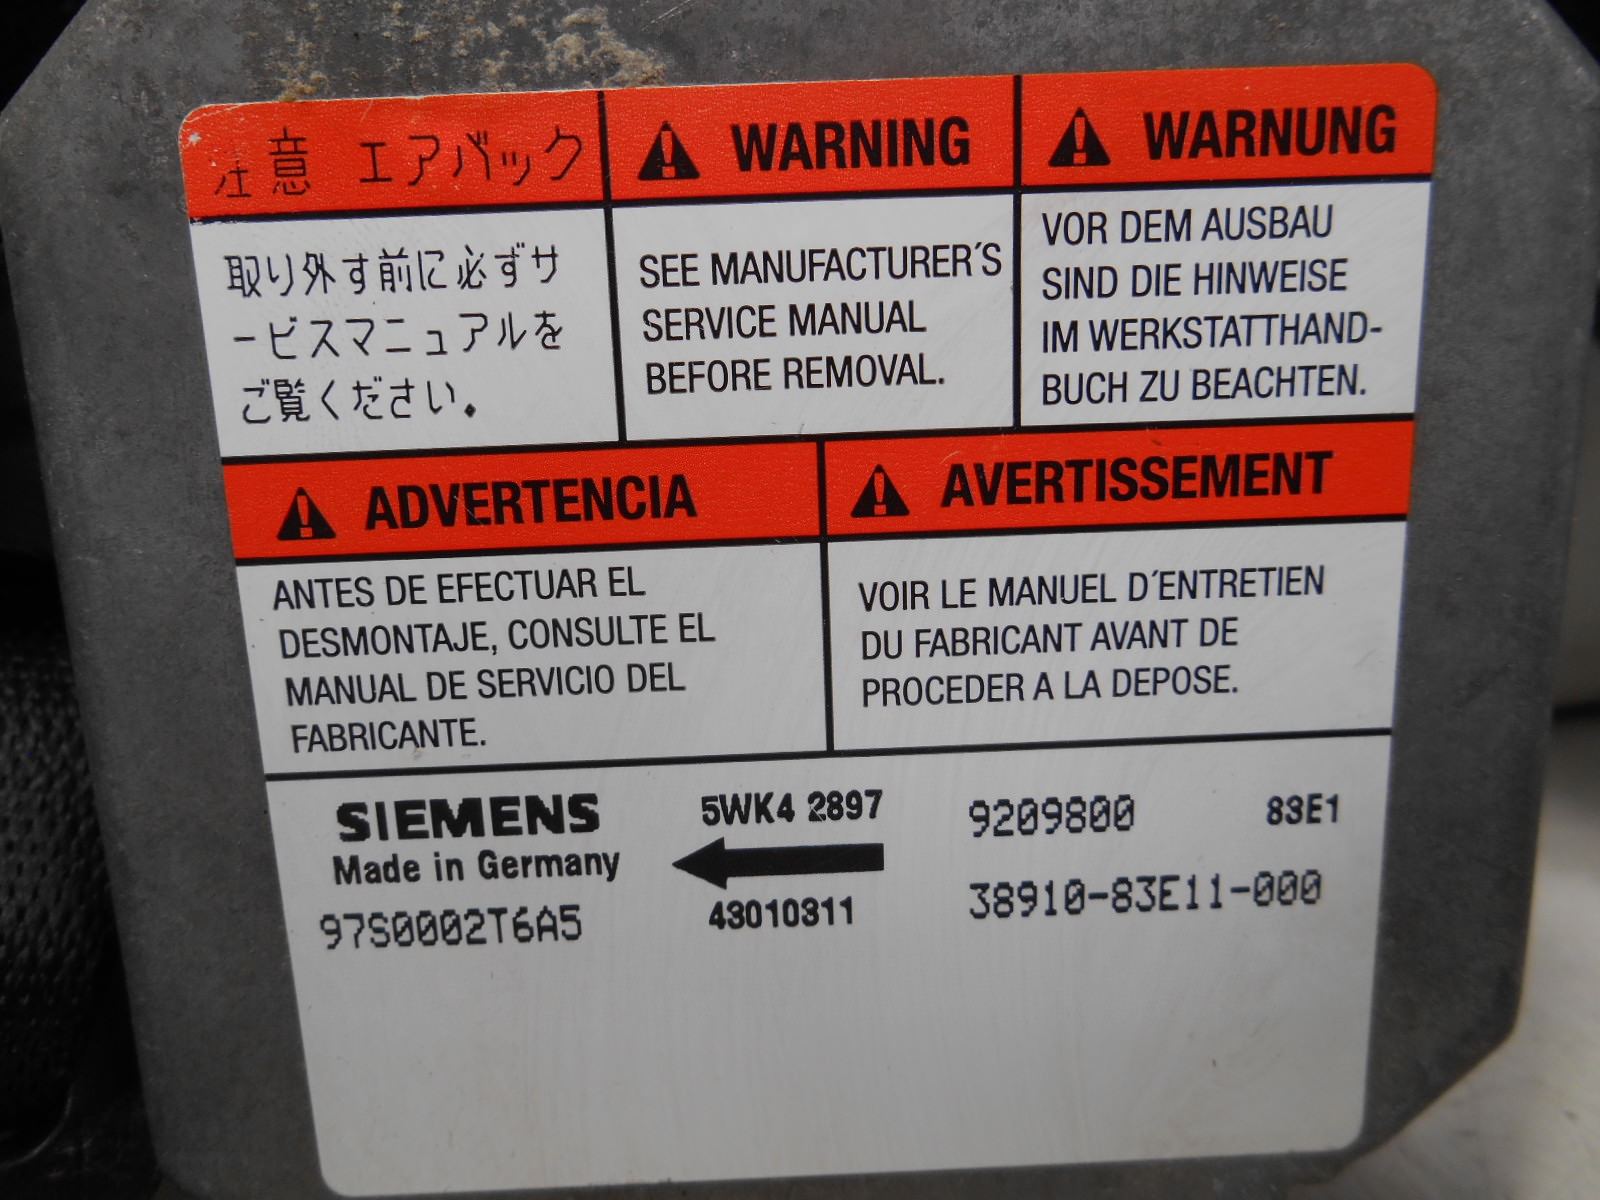 注意 エアバック
取り外す前に必ずサ
ービスマニュアルを
ご覧ください。
WARNING
SEE MANUFACTURER´S
SERVICE MANUAL
BEFORE REMOVAL.
WARNUNG
VOR DEM AUSBAU
SIND DIE HINWEISE
IM WERKSTATTHAND-
BUCH ZU BEACHTEN.
ADVERTENCIA
ANTES DE EFECTUAR EL
DESMONTAJE, CONSULTE EL
MANUAL DE SERVICIO DEL
FABRICANTE.
AVERTISSEMENT
VOIR LE MANUEL D´ENTRETIEN
DU FABRICANT AVANT DE
PROCEDER A LA DEPOSE.
SIEMENS
Made in Germany
97S0002T6A5
5WK4 2897
43010311
9209800 83E1
38910-83E11-000